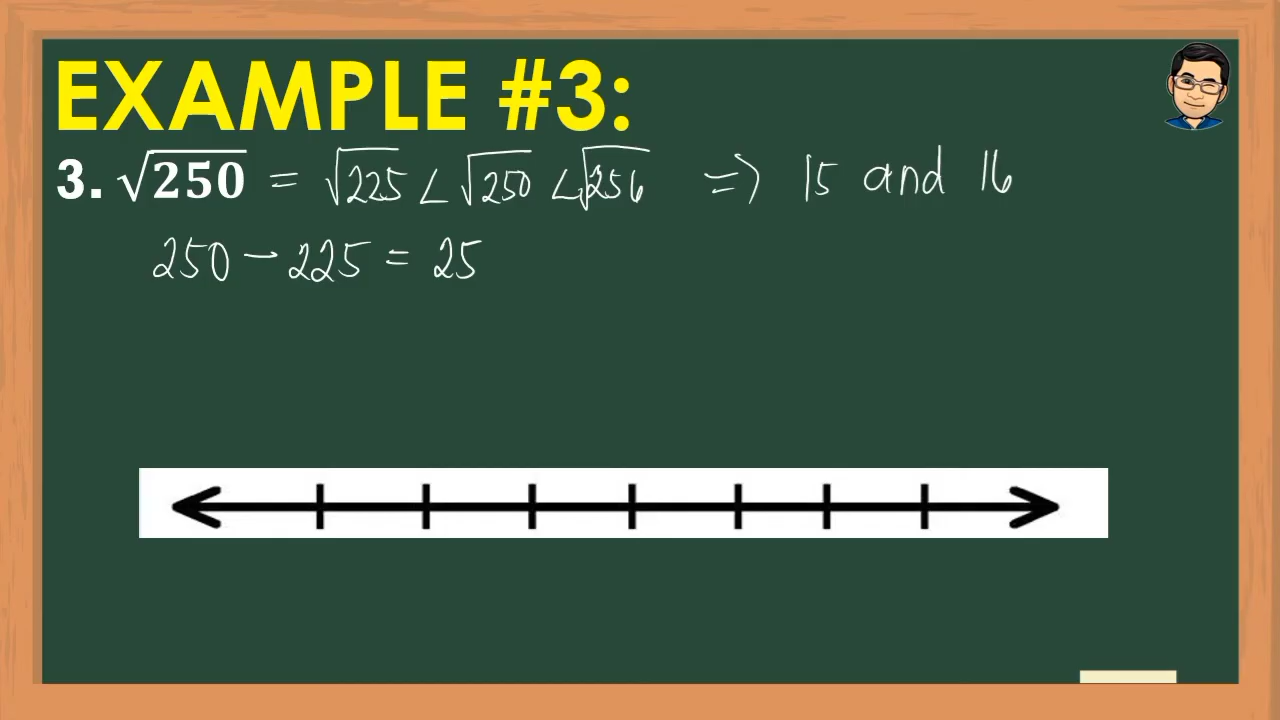 EXAMPLE #3:
3. √250 = √225 < √250 < √256 => 15 and 16
250 - 225 = 25